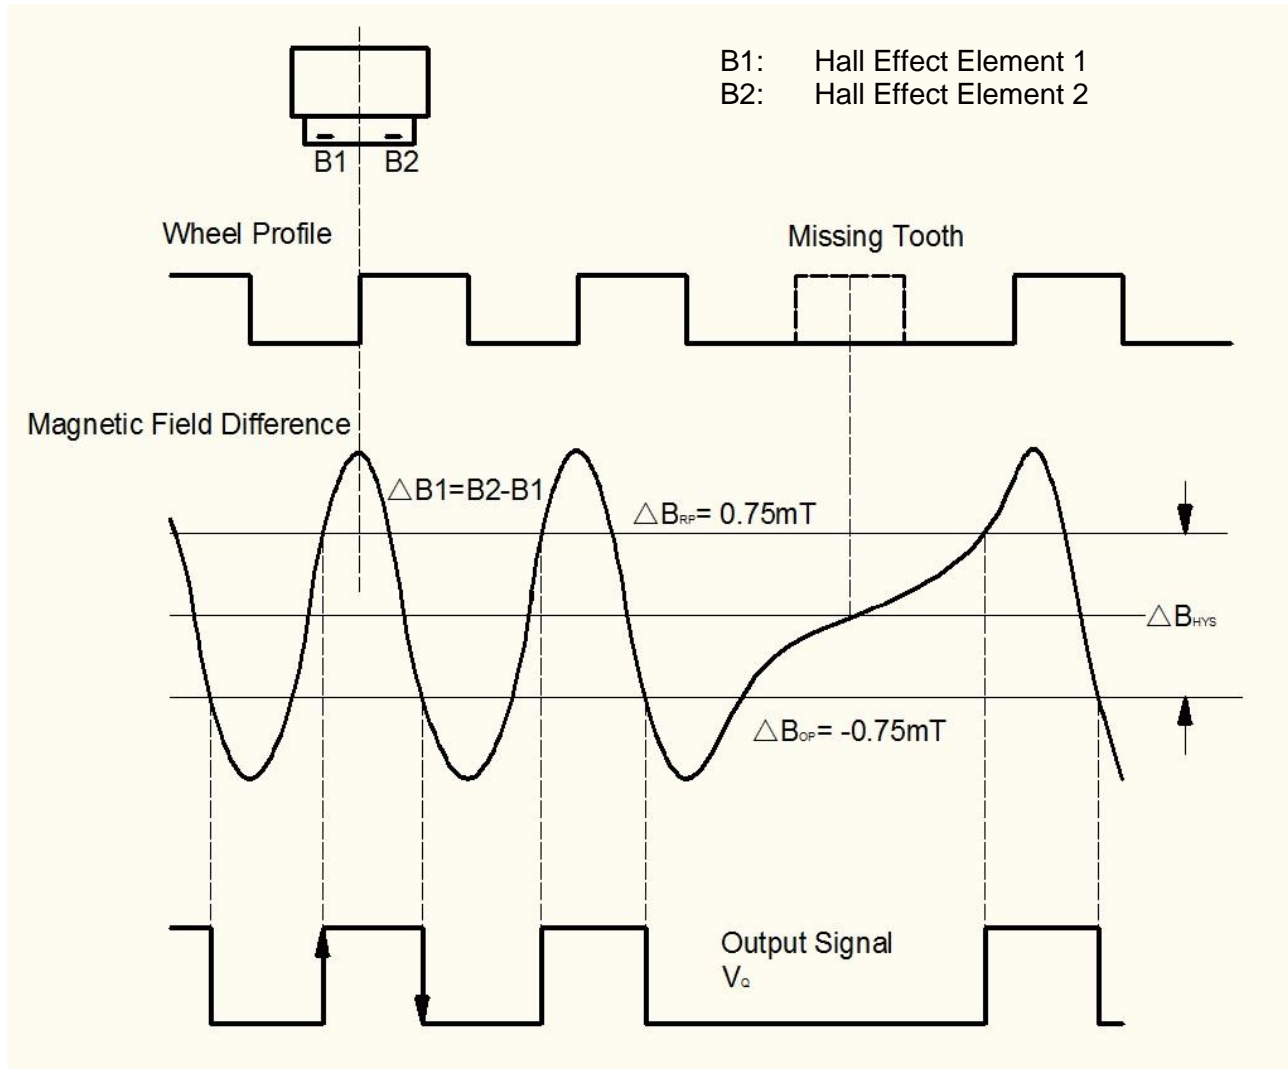 B1: Hall Effect Element 1
B2: Hall Effect Element 2
B1 B2
Wheel Profile
Missing Tooth
Magnetic Field Difference
△B1=B2-B1
△BRP= 0.75mT
△BHYS
△BOP= -0.75mT
Output Signal
VQ